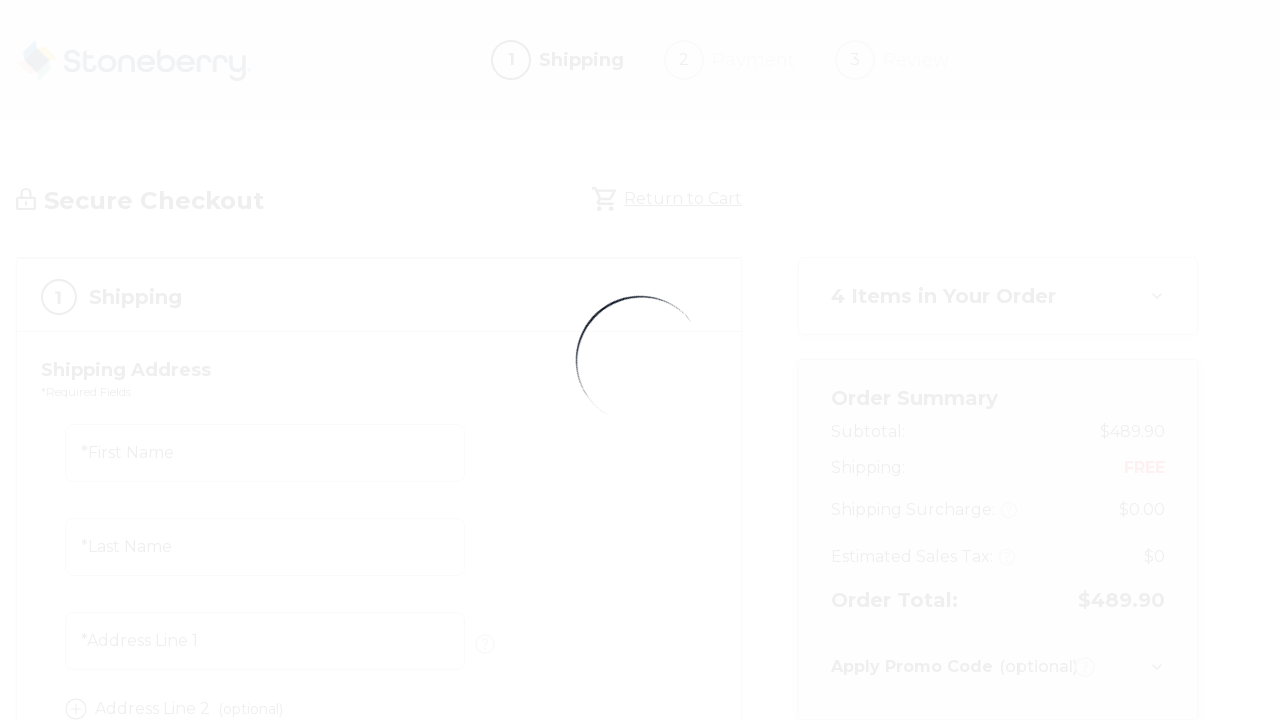 Stoneberry
1 Shipping
2 Payment
3 Review
Secure Checkout
Return to Cart
1 Shipping
Shipping Address
*Required Fields
*First Name
*Last Name
*Address Line 1
?
Address Line 2 (optional)
4 Items in Your Order
Order Summary
Subtotal: $489.90
Shipping: FREE
Shipping Surcharge: ? $0.00
Estimated Sales Tax: ? $0
Order Total: $489.90
Apply Promo Code (optional) ?